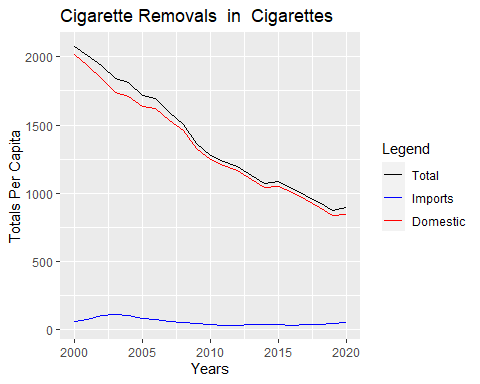 Cigarette Removals in Cigarettes
2000
1500
1000
500
0
Totals Per Capita
2000 2005 2010 2015 2020
Years
Legend
Total
Imports
Domestic